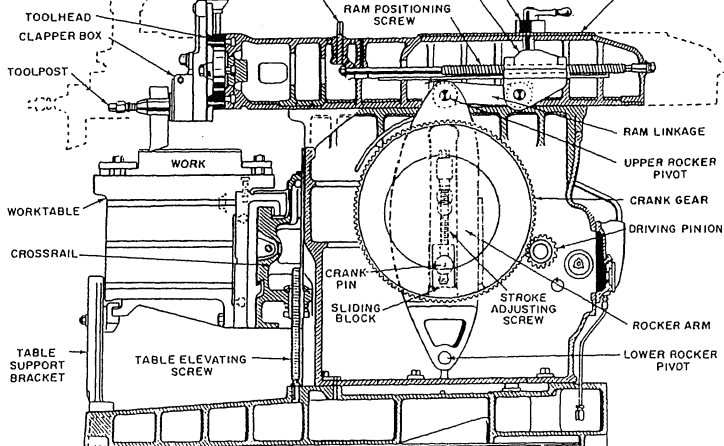 RAM POSITIONING
SCREW
TOOLHEAD
CLAPPER BOX
TOOLPOST
RAM LINKAGE
WORK
UPPER ROCKER
PIVOT
CRANK GEAR
WORKTABLE
DRIVING PINION
CROSSRAIL
CRANK
PIN
SLIDING
BLOCK
STROKE
ADJUSTING
SCREW
ROCKER ARM
TABLE
SUPPORT
BRACKET
TABLE ELEVATING
SCREW
LOWER ROCKER
PIVOT